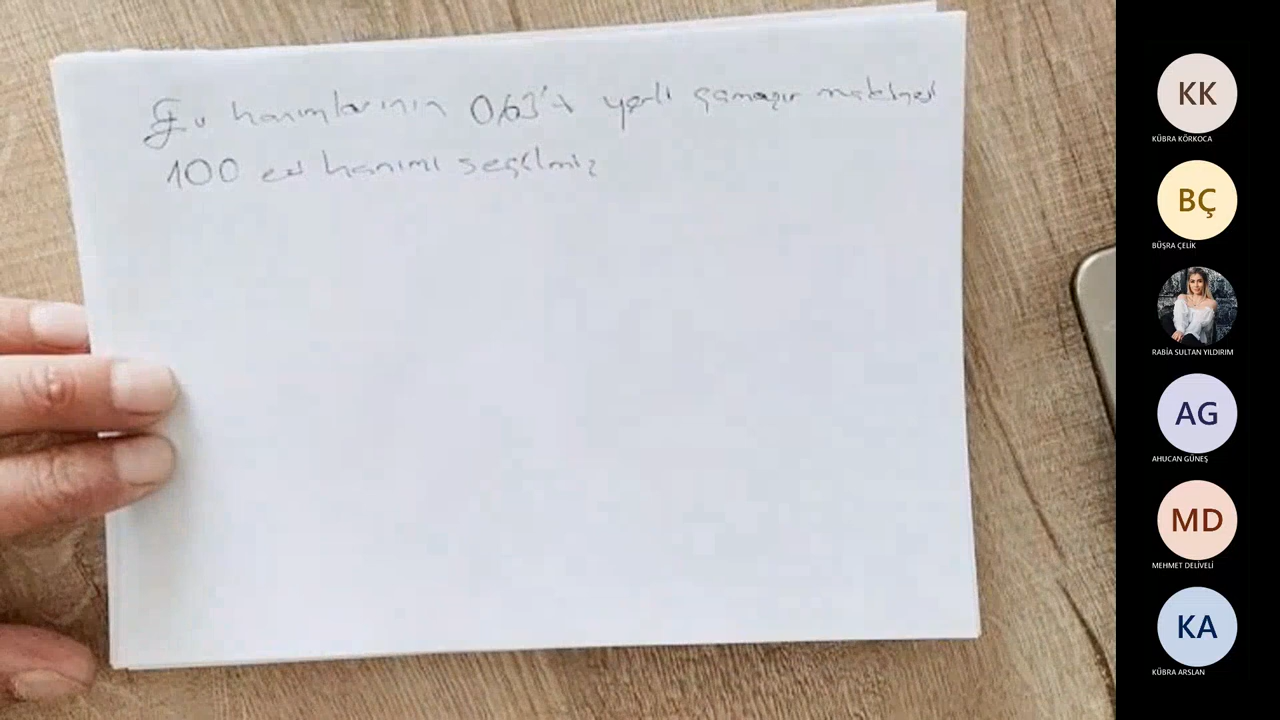 Ev hanımlarının 0,63'ü yerli çamaşır makinesi
100 ev hanımı seçilmiş
KK
KÜBRA KÖRKOCA
BÇ
BÜŞRA ÇELİK
RABİA SULTAN YILDIRIM
AG
AHUCAN GÜNEŞ
MD
MEHMET DELİVELİ
KA
KÜBRA ARSLAN